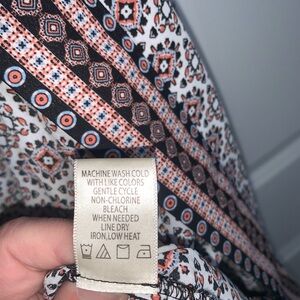 MACHINE WASH COLD
WITH LIKE COLORS
GENTLE CYCLE
NON-CHLORINE
BLEACH
WHEN NEEDED
LINE DRY
IRON,LOW HEAT